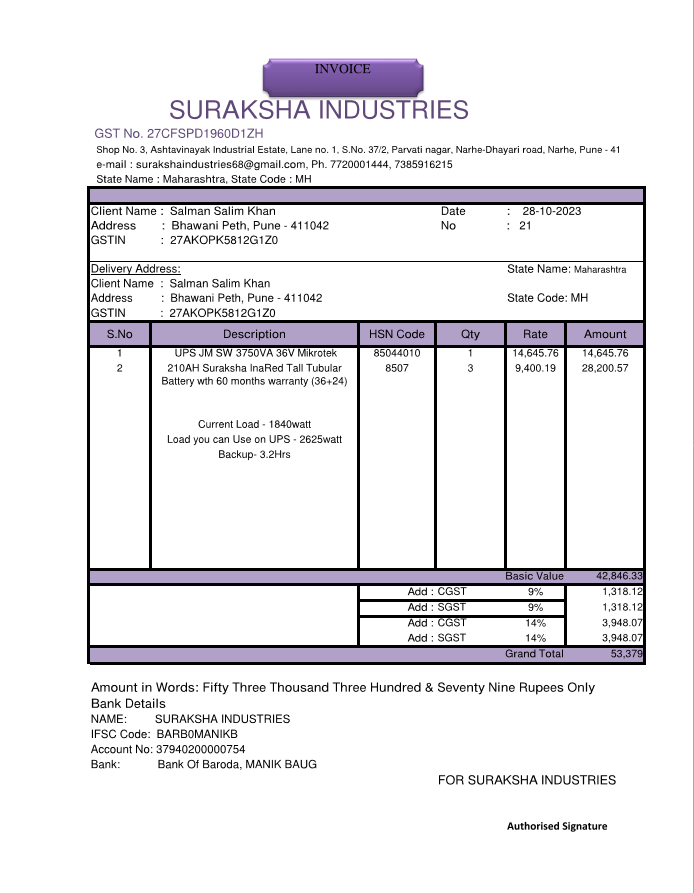 INVOICE
SURAKSHA INDUSTRIES
GST No. 27CFSPD1960D1ZH
Shop No. 3, Ashtavinayak Industrial Estate, Lane no. 1, S.No. 37/2, Parvati nagar, Narhe-Dhayari road, Narhe, Pune - 41
e-mail : surakshaindustries68@gmail.com, Ph. 7720001444, 7385916215
State Name : Maharashtra, State Code : MH
Client Name : Salman Salim Khan Date : 28-10-2023
Address : Bhawani Peth, Pune - 411042 No : 21
GSTIN : 27AKOPK5812G1Z0
Delivery Address: State Name: Maharashtra
Client Name : Salman Salim Khan
Address : Bhawani Peth, Pune - 411042 State Code: MH
GSTIN : 27AKOPK5812G1Z0
S.No Description HSN Code Qty Rate Amount
1 UPS JM SW 3750VA 36V Mikrotek 85044010 1 14,645.76 14,645.76
2 210AH Suraksha InaRed Tall Tubular 8507 3 9,400.19 28,200.57
Battery wth 60 months warranty (36+24)
Current Load - 1840watt
Load you can Use on UPS - 2625watt
Backup- 3.2Hrs
Basic Value 42,846.33
Add : CGST 9% 1,318.12
Add : SGST 9% 1,318.12
Add : CGST 14% 3,948.07
Add : SGST 14% 3,948.07
Grand Total 53,379
Amount in Words: Fifty Three Thousand Three Hundred & Seventy Nine Rupees Only
Bank Details
NAME: SURAKSHA INDUSTRIES
IFSC Code: BARB0MANIKB
Account No: 37940200000754
Bank: Bank Of Baroda, MANIK BAUG
FOR SURAKSHA INDUSTRIES
Authorised Signature